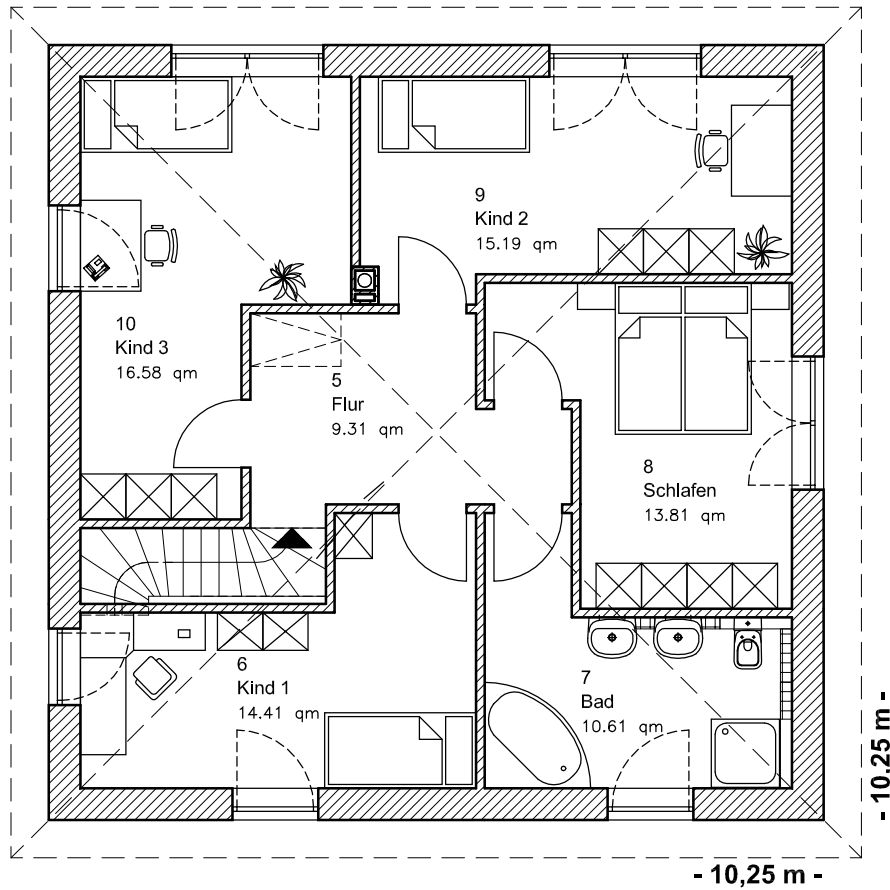 9
Kind 2
15.19 qm
10
Kind 3
16.58 qm
5
Flur
9.31 qm
8
Schlafen
13.81 qm
6
Kind 1
14.41 qm
7
Bad
10.61 qm
- 10.25 m -
- 10,25 m -